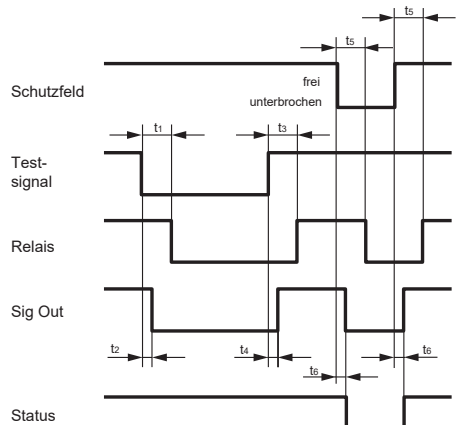 t5
t5
Schutzfeld
frei
unterbrochen
t1
t3
Test-
signal
Relais
Sig Out
t2
t4
t6
t6
Status